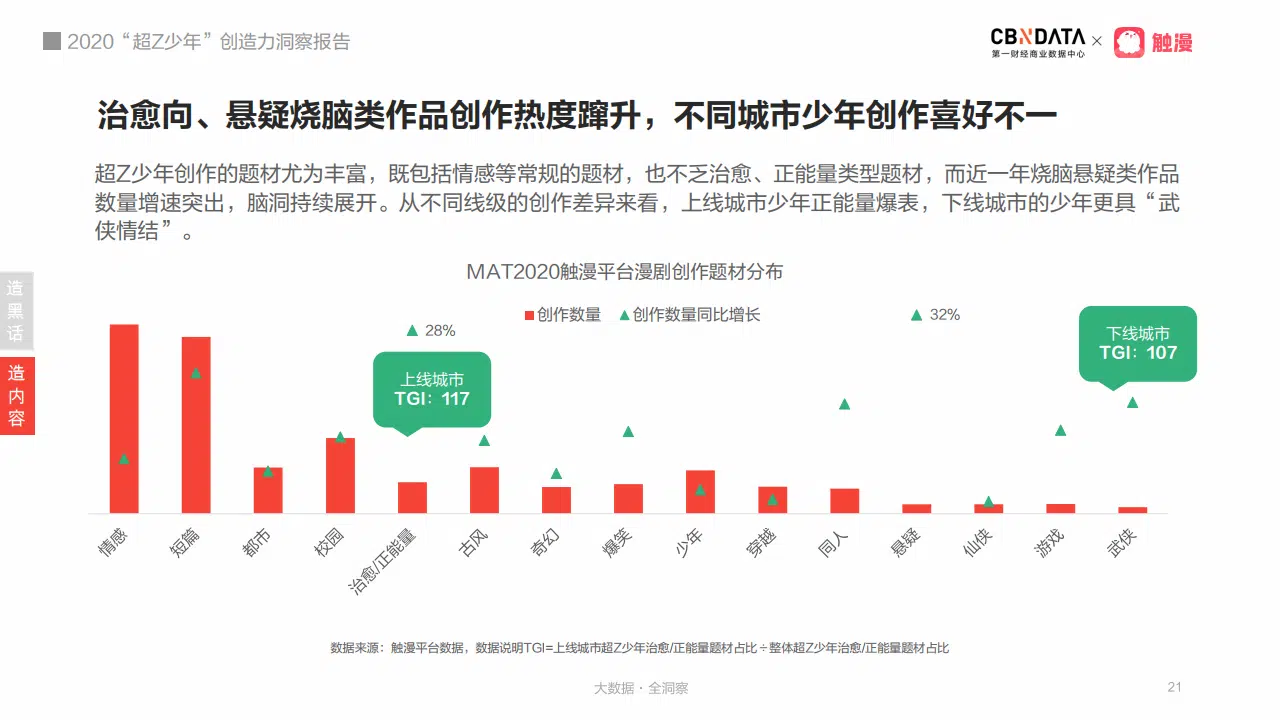 2020“超Z少年”创造力洞察报告
CBNDATA × 触漫
第一财经商业数据中心
治愈向、悬疑烧脑类作品创作热度蹿升，不同城市少年创作喜好不一
超Z少年创作的题材尤为丰富，既包括情感等常规的题材，也不乏治愈、正能量类型题材，而近一年烧脑悬疑类作品
数量增速突出，脑洞持续展开。从不同线级的创作差异来看，上线城市少年正能量爆表，下线城市的少年更具“武
侠情结”。
造黑话
造内容
MAT2020触漫平台漫剧创作题材分布
创作数量 创作数量同比增长
28%
32%
上线城市
TGI：117
下线城市
TGI：107
情感
短篇
都市
校园
治愈/正能量
古风
奇幻
爆笑
少年
穿越
同人
悬疑
仙侠
游戏
武侠
数据来源：触漫平台数据，数据说明TGI=上线城市超Z少年治愈/正能量题材占比÷整体超Z少年治愈/正能量题材占比
大数据·全洞察
21